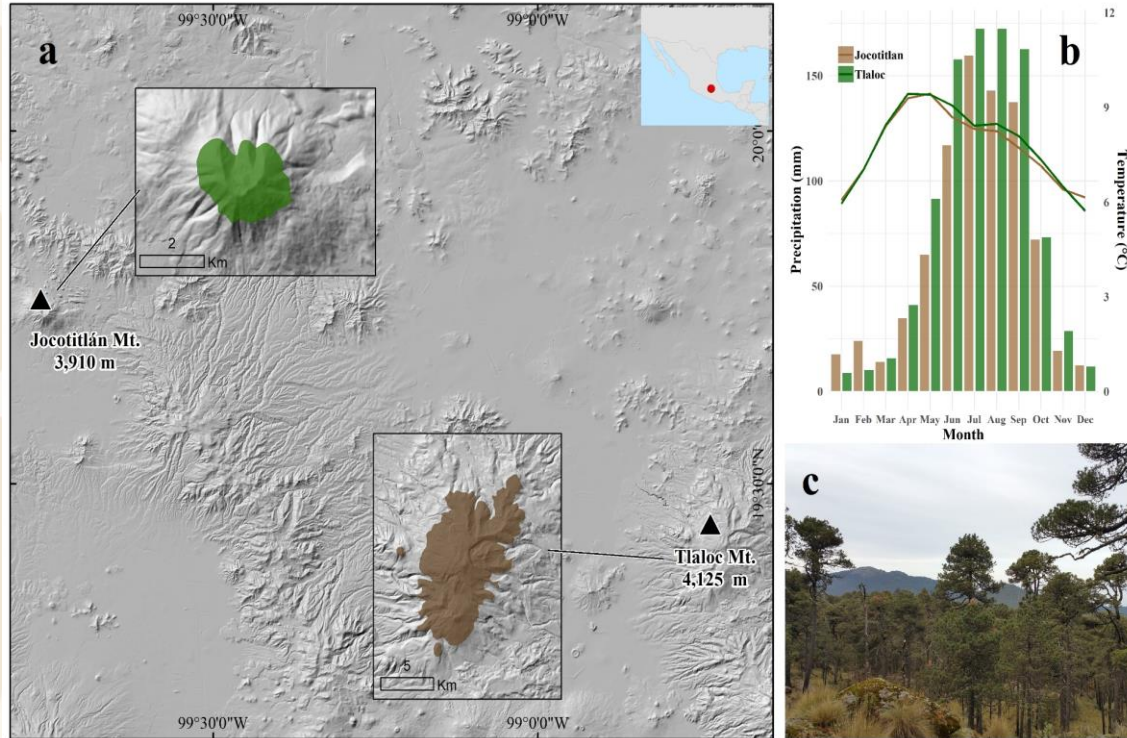 a
99°30'0"W
99°0'0"W
20°0'0"N
2
Km
Jocotitlán Mt.
3,910 m
5
Km
Tlaloc Mt.
4,125 m
19°30'0"N
99°30'0"W
99°0'0"W
b
Jocotitlan
Tlaloc
Precipitation (mm)
150
100
50
0
Temperature (°C)
12
9
6
3
0
Jan Feb Mar Apr May Jun Jul Aug Sep Oct Nov Dec
Month
c